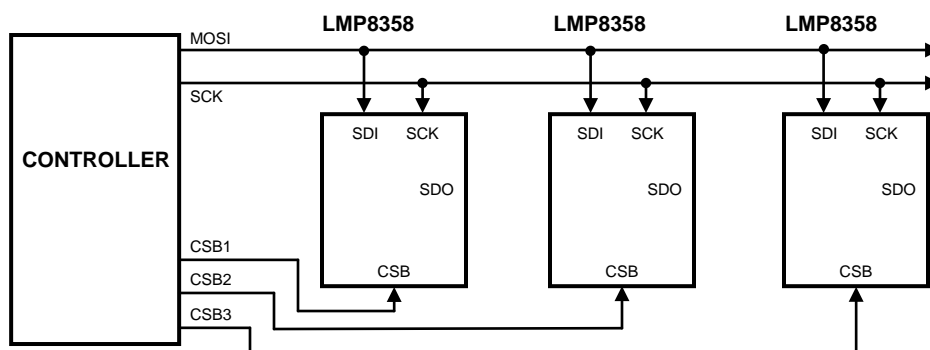 LMP8358 LMP8358 LMP8358
MOSI
SCK
SDI SCK SDI SCK SDI SCK
CONTROLLER
SDO SDO SDO
CSB1
CSB CSB CSB
CSB2
CSB3